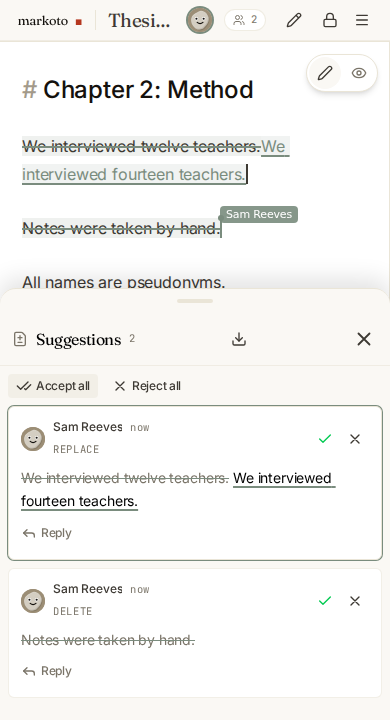 markoto
Thesi...
2
# Chapter 2: Method
We interviewed twelve teachers.We
interviewed fourteen teachers.
Sam Reeves
Notes were taken by hand.
All names are pseudonyms.
Suggestions 2
Accept all
Reject all
Sam Reeves now
REPLACE
We interviewed twelve teachers. We interviewed
fourteen teachers.
Reply
Sam Reeves now
DELETE
Notes were taken by hand.
Reply